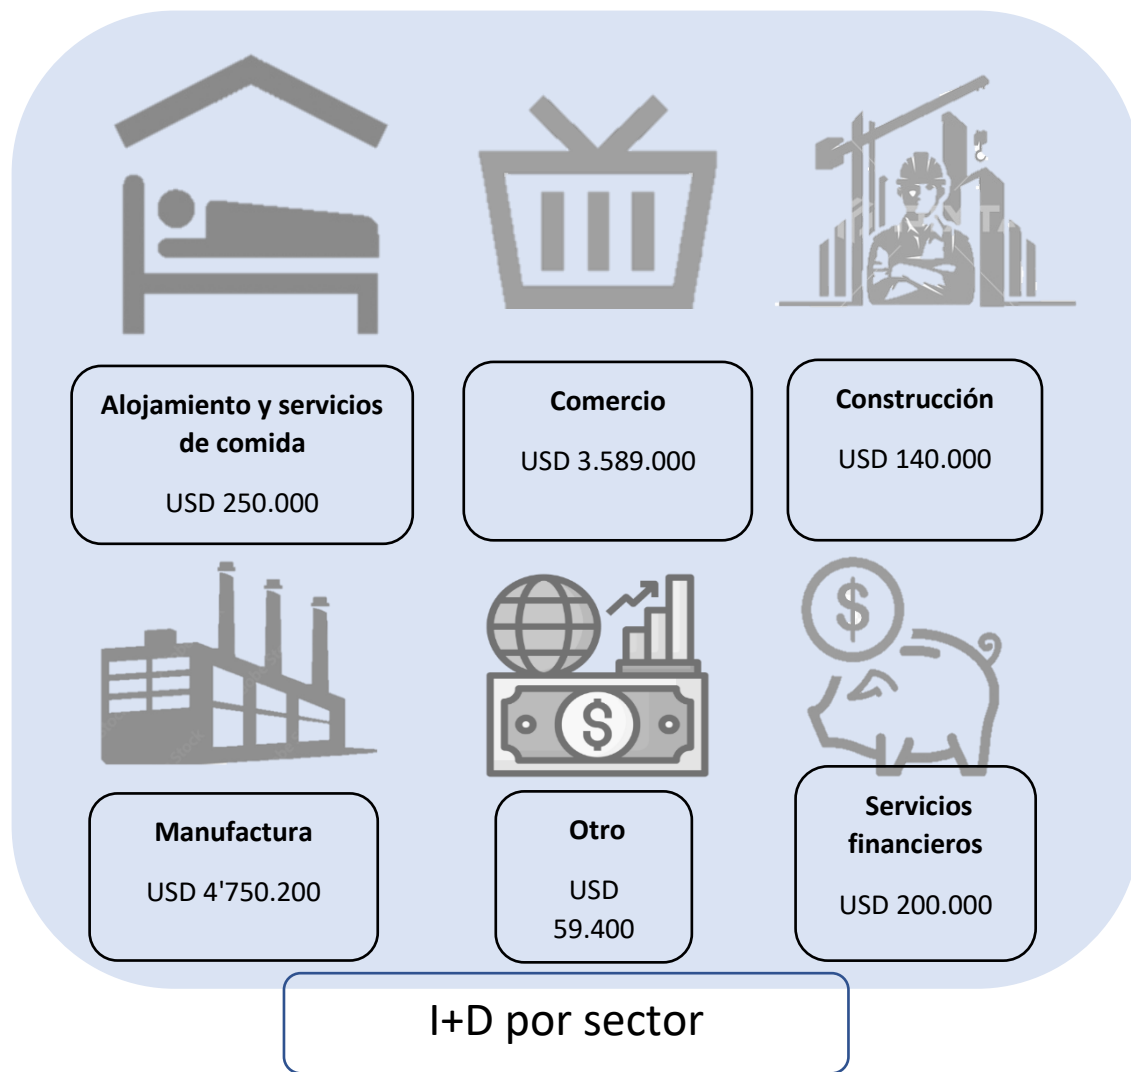 Alojamiento y servicios
de comida
USD 250.000
Comercio
USD 3.589.000
Construcción
USD 140.000
Manufactura
USD 4'750.200
Otro
USD
59.400
Servicios
financieros
USD 200.000
I+D por sector